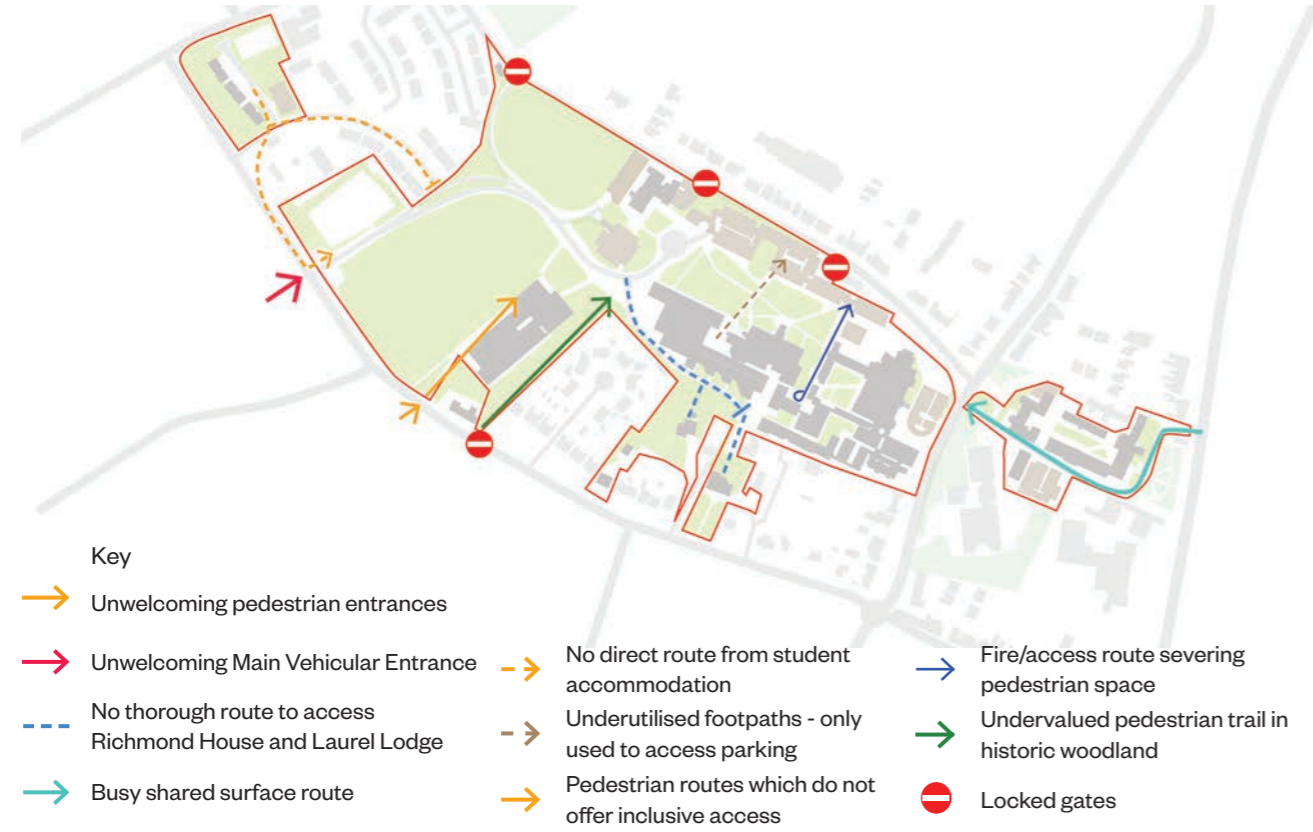 Key
Unwelcoming pedestrian entrances
Unwelcoming Main Vehicular Entrance
No thorough route to access
Richmond House and Laurel Lodge
Busy shared surface route
No direct route from student
accommodation
Underutilised footpaths - only
used to access parking
Pedestrian routes which do not
offer inclusive access
Fire/access route severing
pedestrian space
Undervalued pedestrian trail in
historic woodland
Locked gates